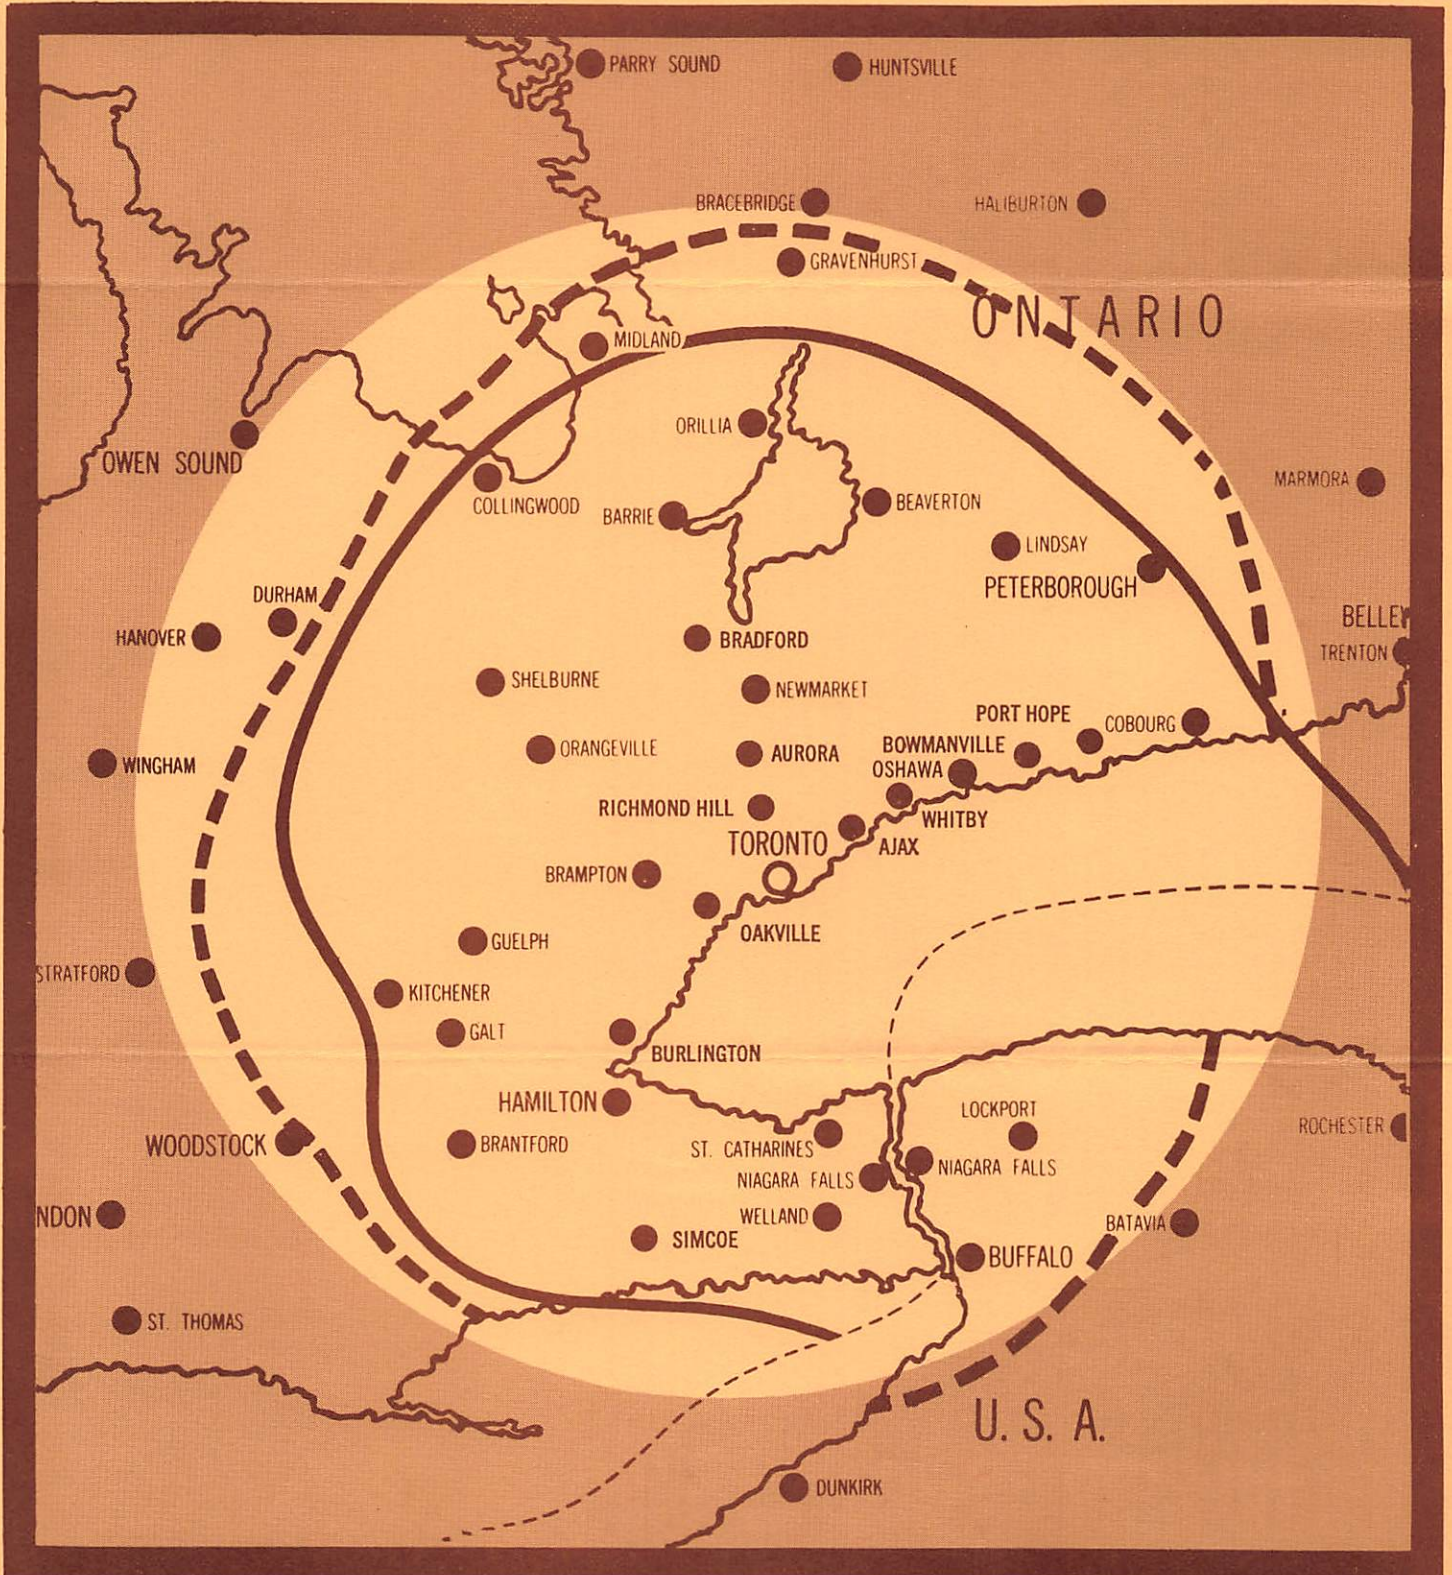 PARRY SOUND
HUNTSVILLE
BRACEBRIDGE
HALIBURTON
GRAVENHURST
ONTARIO
MIDLAND
ORILLIA
OWEN SOUND
MARMORA
COLLINGWOOD
BARRIE
BEAVERTON
LINDSAY
PETERBOROUGH
DURHAM
HANOVER
BELLEV
TRENTON
BRADFORD
SHELBURNE
NEWMARKET
PORT HOPE
COBOURG
ORANGEVILLE
AURORA
BOWMANVILLE
WINGHAM
OSHAWA
RICHMOND HILL
WHITBY
TORONTO
AJAX
BRAMPTON
OAKVILLE
GUELPH
STRATFORD
KITCHENER
GALT
BURLINGTON
HAMILTON
LOCKPORT
ROCHESTER
WOODSTOCK
BRANTFORD
ST. CATHARINES
NIAGARA FALLS
NIAGARA FALLS
NDON
WELLAND
BATAVIA
SIMCOE
BUFFALO
ST. THOMAS
U.S.A.
DUNKIRK